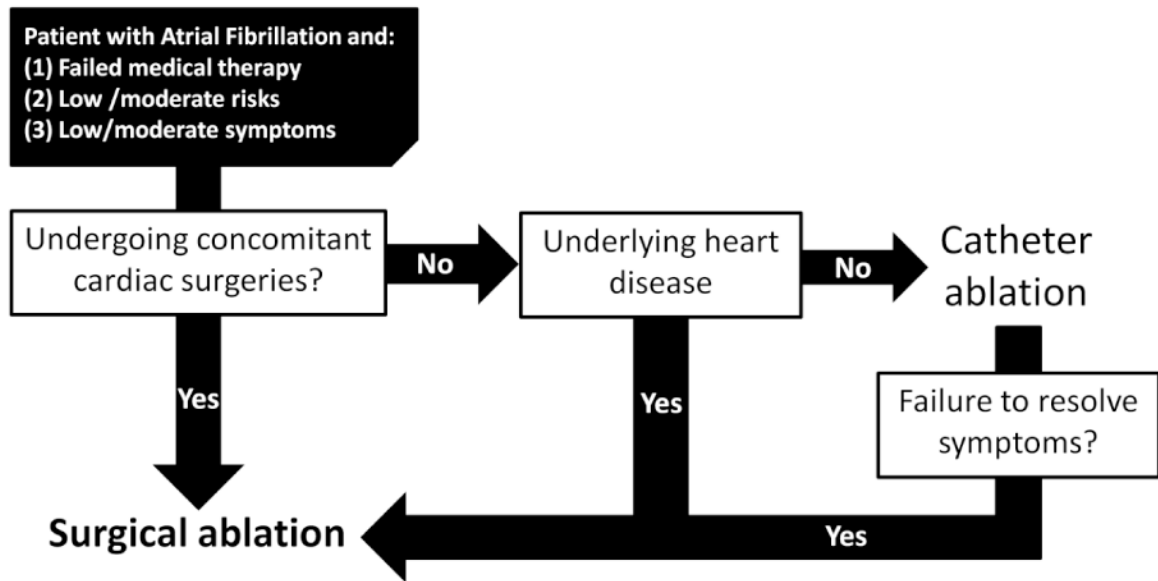 Patient with Atrial Fibrillation and:
(1) Failed medical therapy
(2) Low /moderate risks
(3) Low/moderate symptoms
Undergoing concomitant
cardiac surgeries?
No
Underlying heart
disease
No
Catheter
ablation
Yes
Yes
Failure to resolve
symptoms?
Surgical ablation
Yes